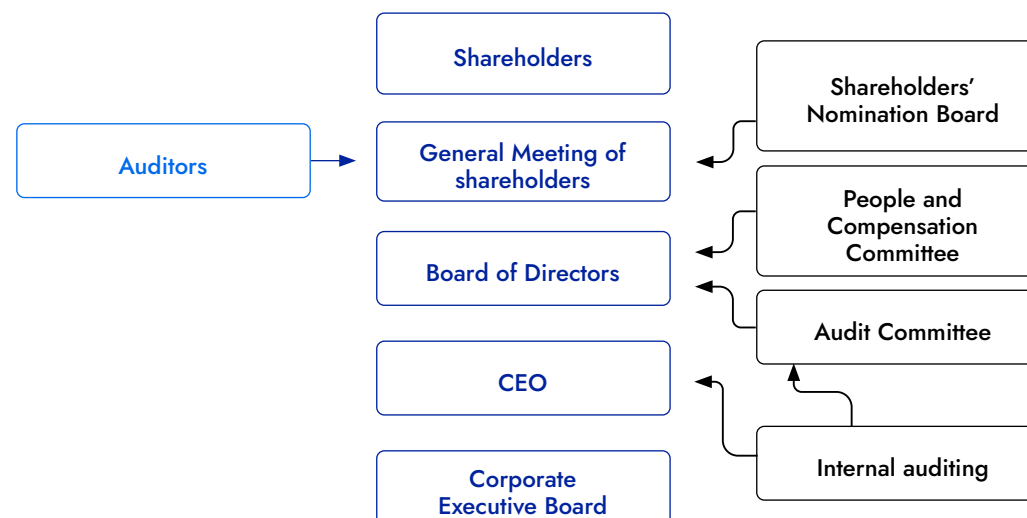 Shareholders
Shareholders’
Nomination Board
Auditors
General Meeting of
shareholders
People and
Compensation
Committee
Board of Directors
Audit Committee
CEO
Internal auditing
Corporate
Executive Board